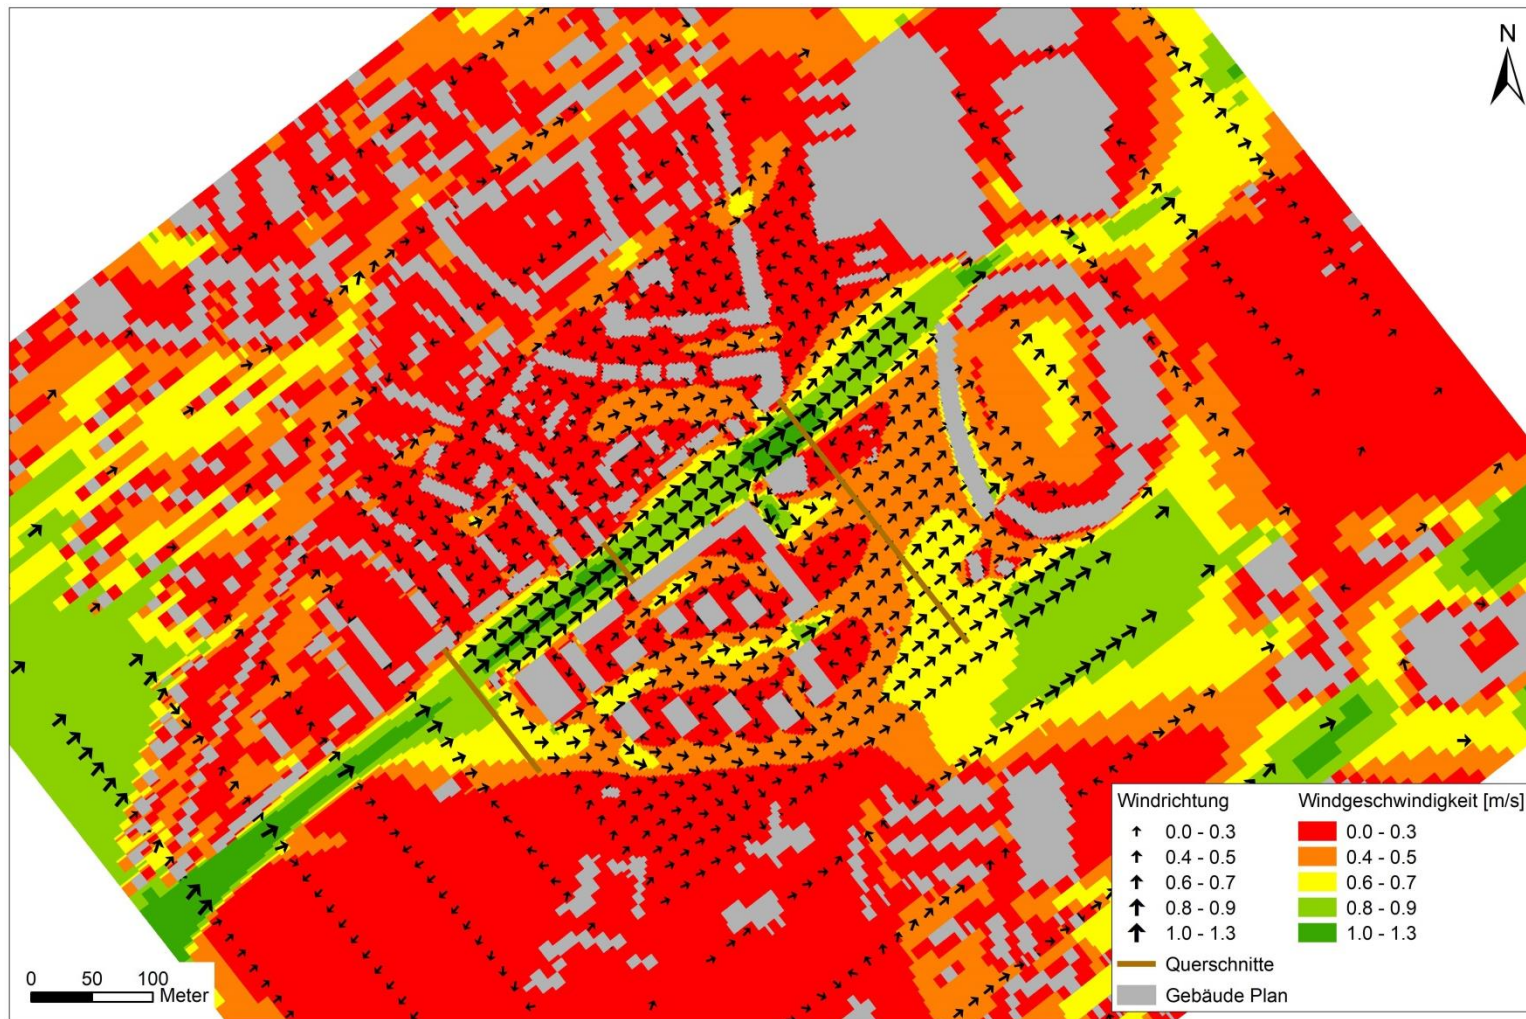 N
Windrichtung
0.0 - 0.3
0.4 - 0.5
0.6 - 0.7
0.8 - 0.9
1.0 - 1.3
Windgeschwindigkeit [m/s]
0.0 - 0.3
0.4 - 0.5
0.6 - 0.7
0.8 - 0.9
1.0 - 1.3
Querschnitte
Gebäude Plan
0 50 100
Meter